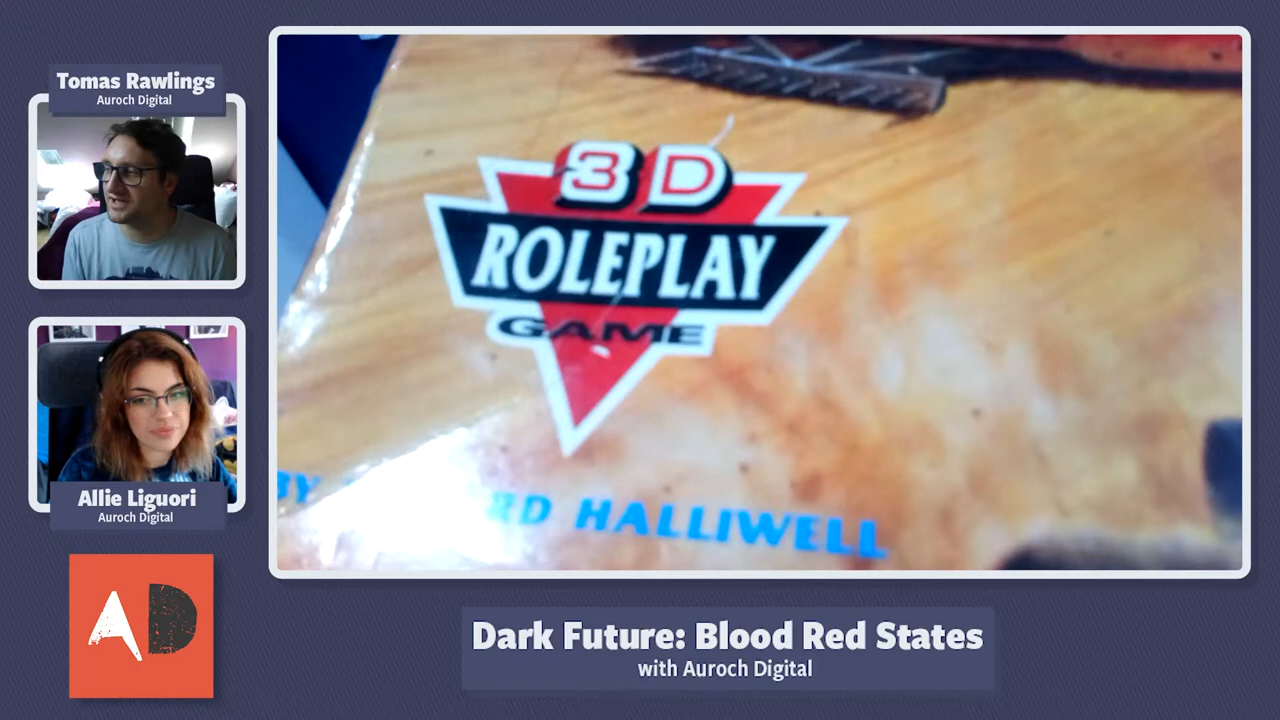 Tomas Rawlings
Auroch Digital
3D
ROLEPLAY
GAME
BY RD HALLIWELL
Allie Liguori
Auroch Digital
AD
Dark Future: Blood Red States
with Auroch Digital